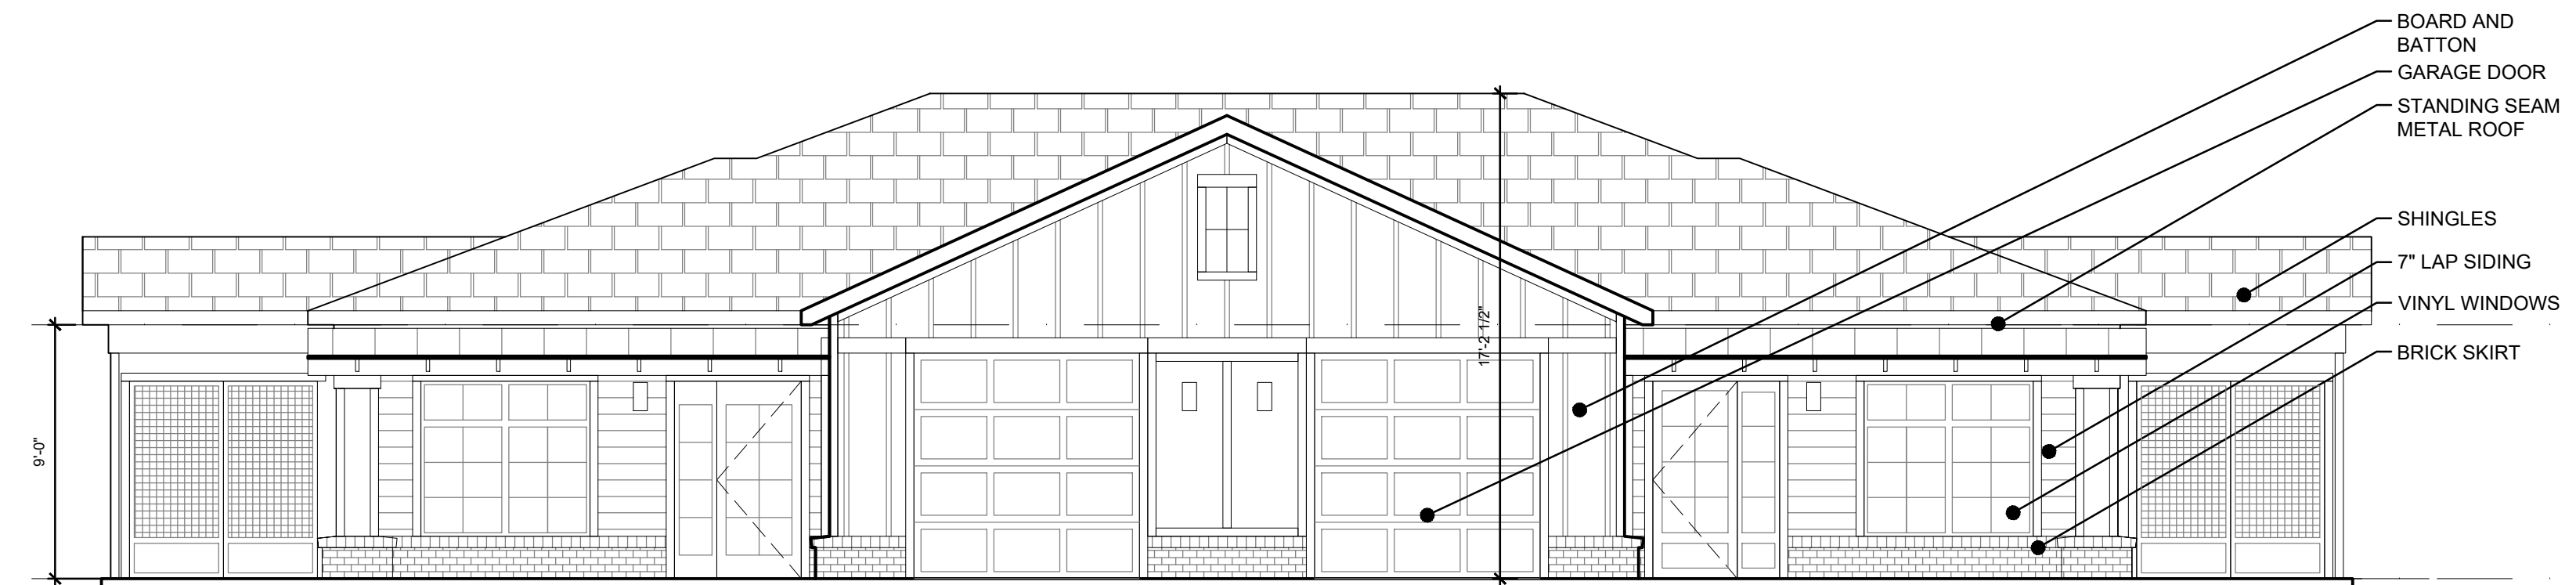 BOARD AND
BATTON
GARAGE DOOR
STANDING SEAM
METAL ROOF
SHINGLES
7" LAP SIDING
VINYL WINDOWS
BRICK SKIRT
17'-2 1/2"
9'-0"